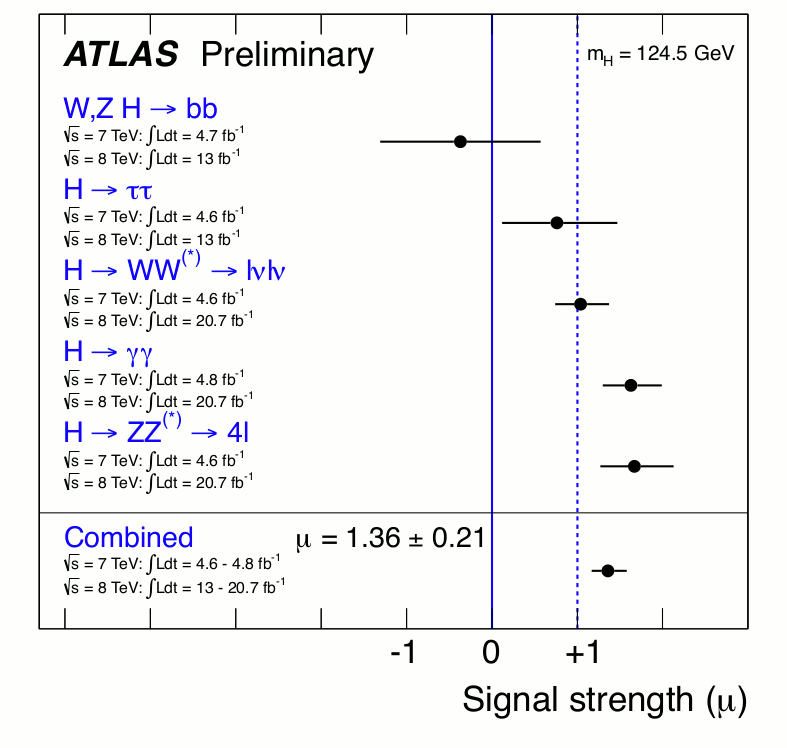 ATLAS Preliminary
m_H = 124.5 GeV
W,Z H → bb
√s = 7 TeV: ∫Ldt = 4.7 fb⁻¹
√s = 8 TeV: ∫Ldt = 13 fb⁻¹
H → ττ
√s = 7 TeV: ∫Ldt = 4.6 fb⁻¹
√s = 8 TeV: ∫Ldt = 13 fb⁻¹
H → WW⁽*⁾ → lνlν
√s = 7 TeV: ∫Ldt = 4.6 fb⁻¹
√s = 8 TeV: ∫Ldt = 20.7 fb⁻¹
H → γγ
√s = 7 TeV: ∫Ldt = 4.8 fb⁻¹
√s = 8 TeV: ∫Ldt = 20.7 fb⁻¹
H → ZZ⁽*⁾ → 4l
√s = 7 TeV: ∫Ldt = 4.6 fb⁻¹
√s = 8 TeV: ∫Ldt = 20.7 fb⁻¹
Combined μ = 1.36 ± 0.21
√s = 7 TeV: ∫Ldt = 4.6 - 4.8 fb⁻¹
√s = 8 TeV: ∫Ldt = 13 - 20.7 fb⁻¹
-1 0 +1
Signal strength (μ)